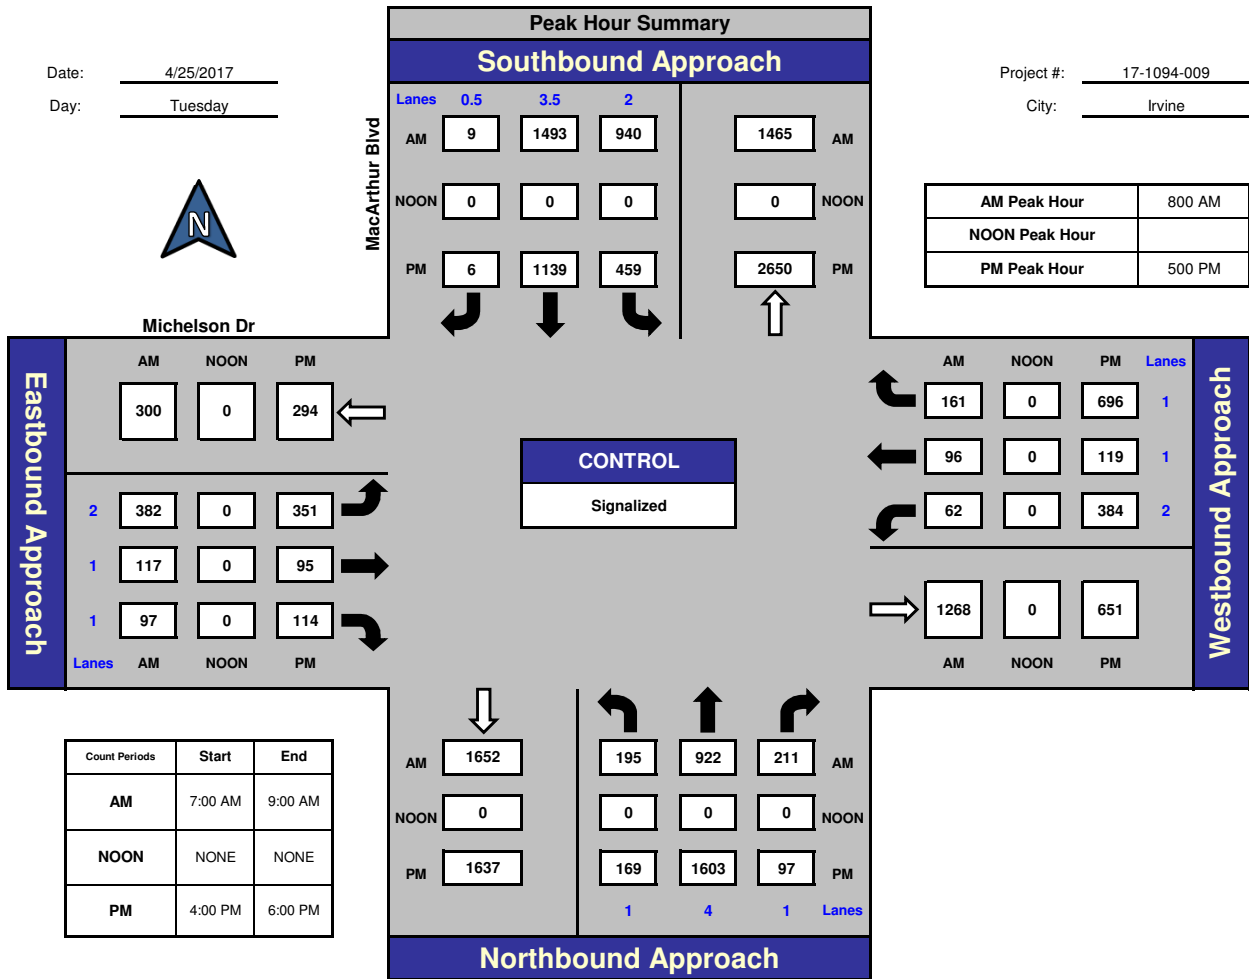 Peak Hour Summary
Southbound Approach
Date: 4/25/2017
Day: Tuesday
Project #: 17-1094-009
City: Irvine
MacArthur Blvd
Lanes 0.5 3.5 2
AM 9 1493 940 1465 AM
NOON 0 0 0 0 NOON
PM 6 1139 459 2650 PM
N
AM Peak Hour 800 AM
NOON Peak Hour
PM Peak Hour 500 PM
Michelson Dr
Eastbound Approach
AM NOON PM
300 0 294
2 382 0 351
1 117 0 95
1 97 0 114
Lanes AM NOON PM
CONTROL
Signalized
AM NOON PM Lanes
161 0 696 1
96 0 119 1
62 0 384 2
1268 0 651
AM NOON PM
Westbound Approach
Count Periods Start End
AM 7:00 AM 9:00 AM
NOON NONE NONE
PM 4:00 PM 6:00 PM
AM 1652 195 922 211 AM
NOON 0 0 0 0 NOON
PM 1637 169 1603 97 PM
1 4 1 Lanes
Northbound Approach